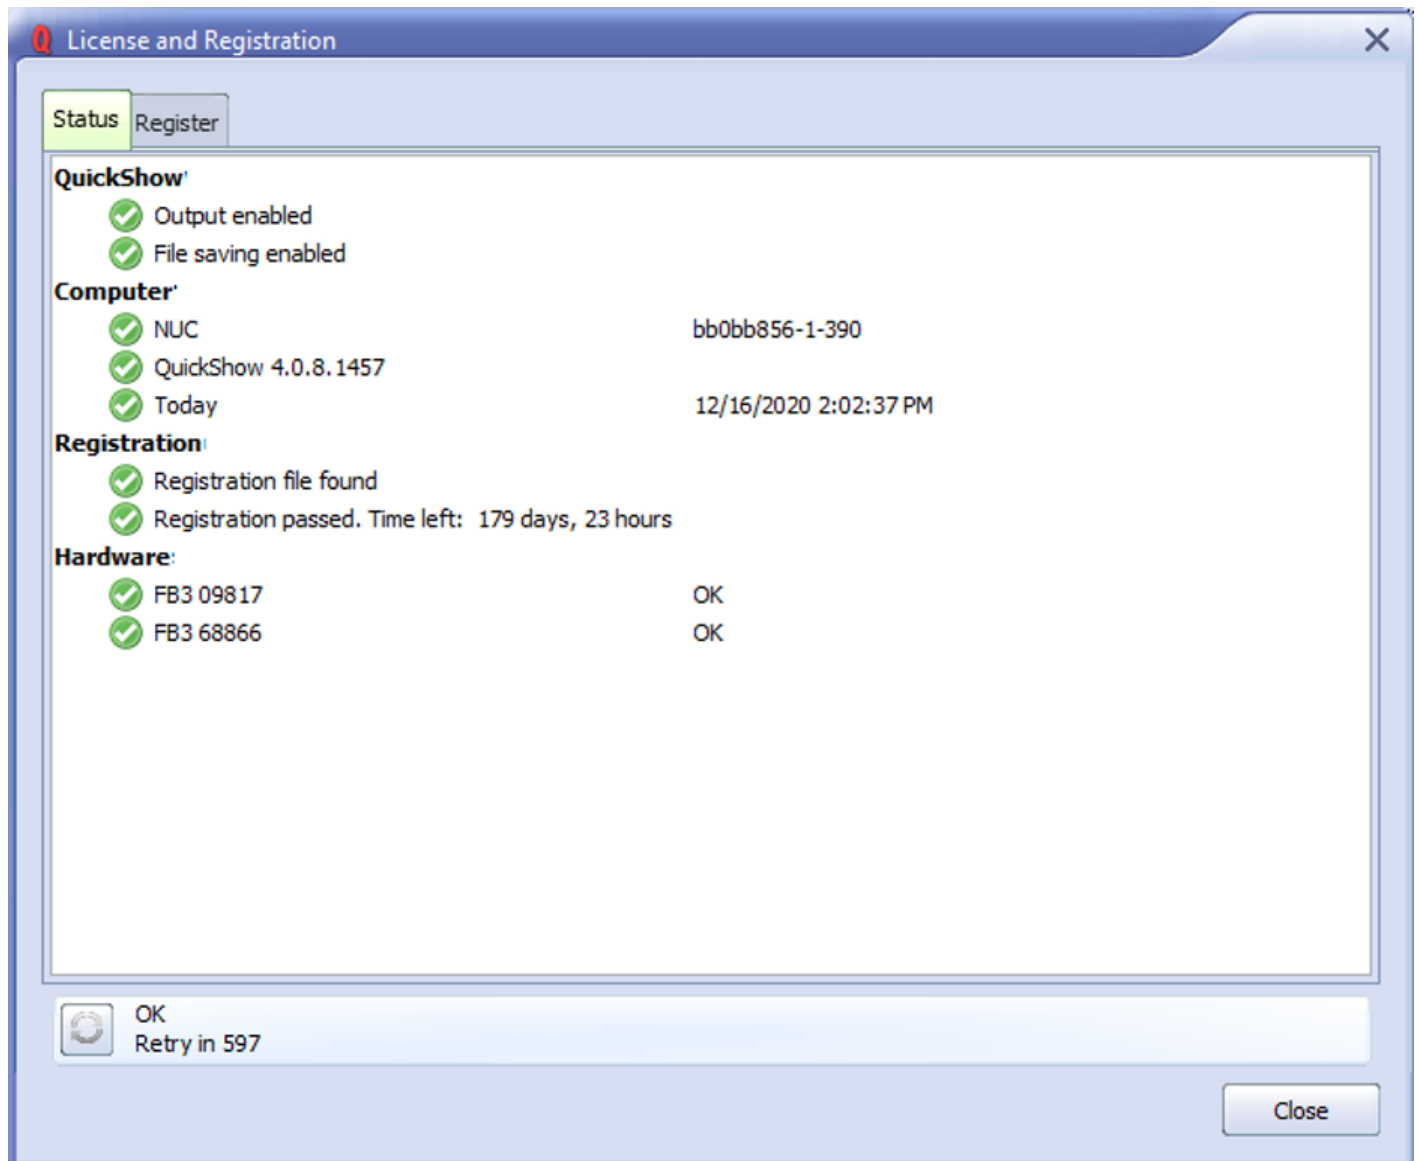 License and Registration
Status Register
QuickShow
Output enabled
File saving enabled
Computer
NUC bb0bb856-1-390
QuickShow 4.0.8.1457
Today 12/16/2020 2:02:37 PM
Registration
Registration file found
Registration passed. Time left: 179 days, 23 hours
Hardware
FB3 09817 OK
FB3 68866 OK
OK
Retry in 597
Close